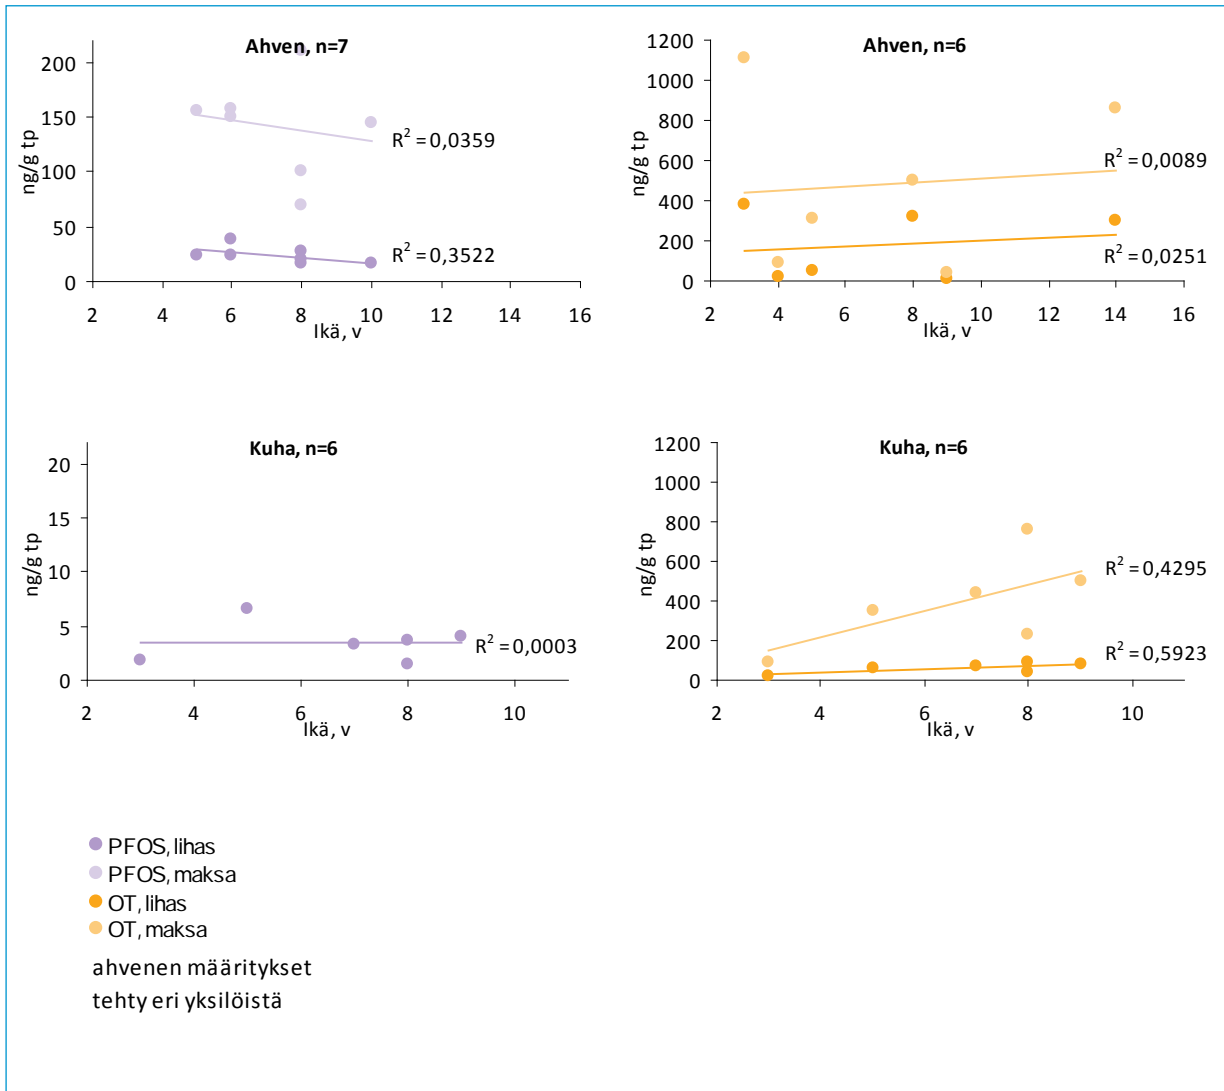 Ahven, n=7
200
150
100
50
0
ng/g tp
R² = 0,0359
R² = 0,3522
2 4 6 8 10 12 14 16
Ikä, v
Ahven, n=6
1200
1000
800
600
400
200
0
ng/g tp
R² = 0,0089
R² = 0,0251
2 4 6 8 10 12 14 16
Ikä, v
Kuha, n=6
20
15
10
5
0
ng/g tp
R² = 0,0003
2 4 6 8 10
Ikä, v
Kuha, n=6
1200
1000
800
600
400
200
0
ng/g tp
R² = 0,4295
R² = 0,5923
2 4 6 8 10
Ikä, v
PFOS, lihas
PFOS, maksa
OT, lihas
OT, maksa
ahvenen määritykset
tehty eri yksilöistä